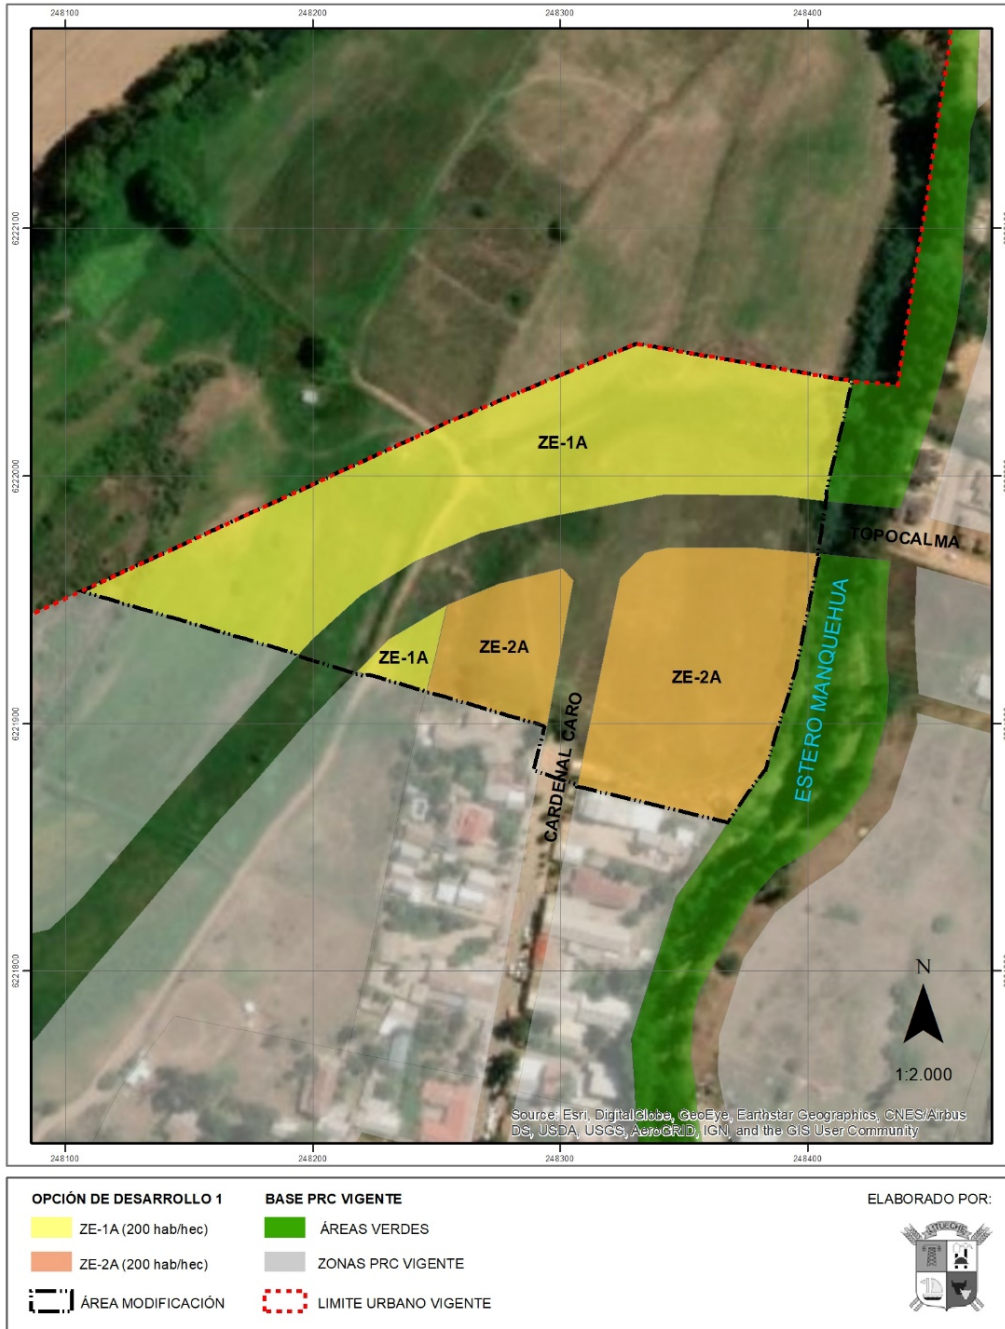 248100
248200
248300
248400
6222100
6222000
6221900
6221800
ZE-1A
TOPOCALMA
ZE-1A
ZE-2A
ZE-2A
ESTERO MANQUEHUA
CARDENAL CARO
N
1:2.000
Source: Esri, DigitalGlobe, GeoEye, Earthstar Geographics, CNES/Airbus
DS, USDA, USGS, AeroGRID, IGN, and the GIS User Community
248100
248200
248300
248400
OPCIÓN DE DESARROLLO 1
ZE-1A (200 hab/hec)
ZE-2A (200 hab/hec)
ÁREA MODIFICACIÓN
BASE PRC VIGENTE
ÁREAS VERDES
ZONAS PRC VIGENTE
LIMITE URBANO VIGENTE
ELABORADO POR:
LITUECHE